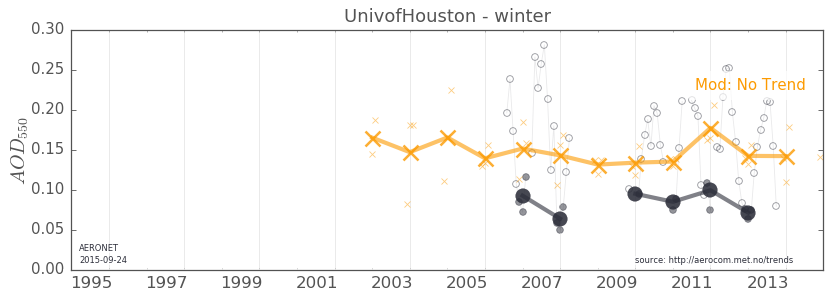 UnivofHouston - winter
0.30
0.25
0.20
0.15
0.10
0.05
0.00
AOD550
Mod: No Trend
AERONET
2015-09-24
source: http://aerocom.met.no/trends
1995 1997 1999 2001 2003 2005 2007 2009 2011 2013